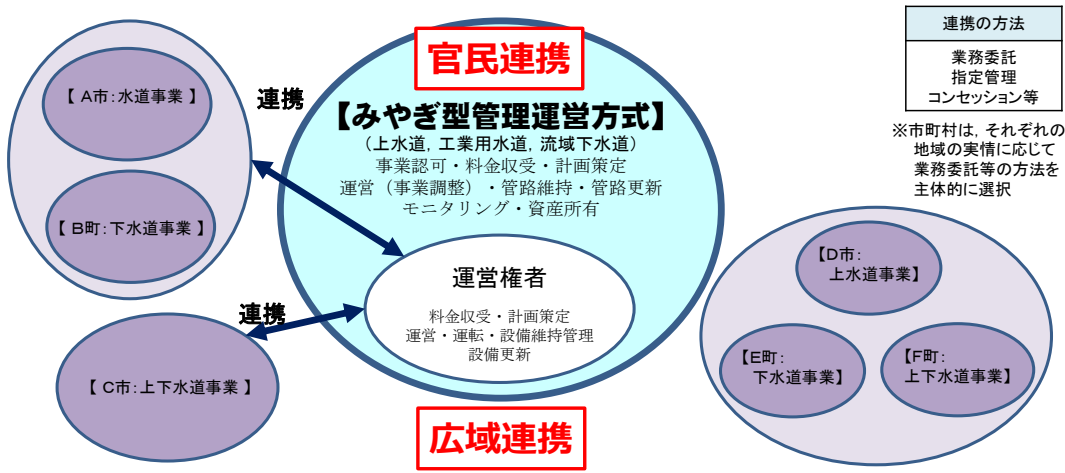 官民連携
【みやぎ型管理運営方式】
（上水道，工業用水道，流域下水道）
事業認可・料金収受・計画策定
運営（事業調整）・管路維持・管路更新
モニタリング・資産所有
運営権者
料金収受・計画策定
運営・運転・設備維持管理
設備更新
広域連携
連携
【 A市：水道事業 】
【 B町：下水道事業 】
連携
【 C市：上下水道事業 】
連携の方法
業務委託
指定管理
コンセッション等
※市町村は，それぞれの
地域の実情に応じて
業務委託等の方法を
主体的に選択
【D市：
上水道事業】
【E町：
下水道事業】
【F町：
上下水道事業】